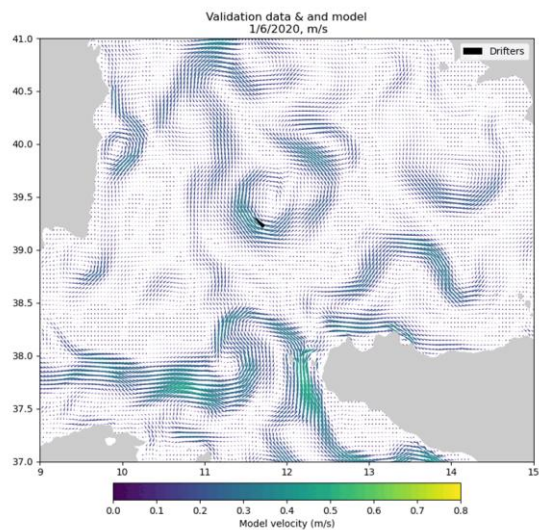 Validation data & and model
1/6/2020, m/s
Drifters
41.0
40.5
40.0
39.5
39.0
38.5
38.0
37.5
37.0
9 10 11 12 13 14 15
0.0 0.1 0.2 0.3 0.4 0.5 0.6 0.7 0.8
Model velocity (m/s)